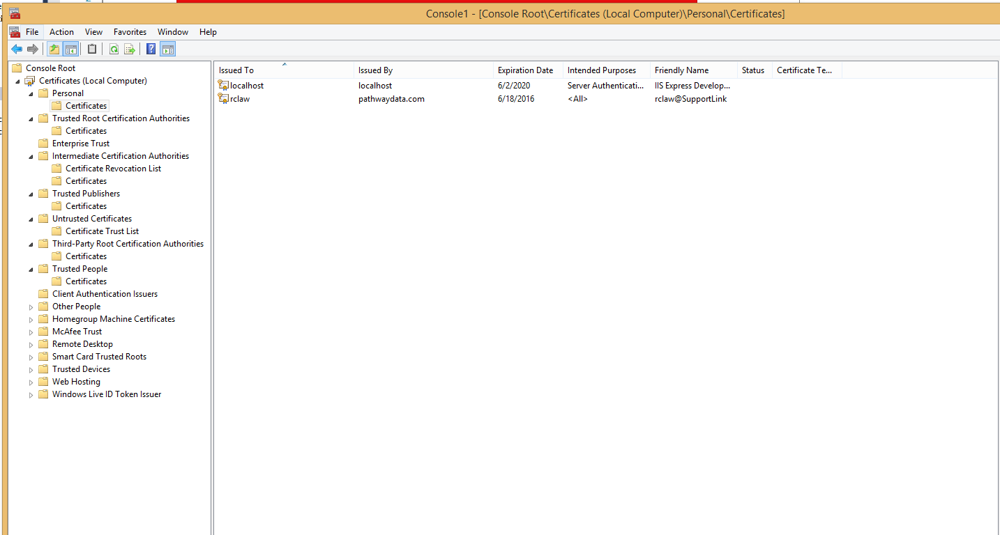 Console1 - [Console Root\Certificates (Local Computer)\Personal\Certificates]
File Action View Favorites Window Help
Console Root
Certificates (Local Computer)
Personal
Certificates
Trusted Root Certification Authorities
Certificates
Enterprise Trust
Intermediate Certification Authorities
Certificate Revocation List
Certificates
Trusted Publishers
Certificates
Untrusted Certificates
Certificate Trust List
Third-Party Root Certification Authorities
Certificates
Trusted People
Certificates
Client Authentication Issuers
Other People
Homegroup Machine Certificates
McAfee Trust
Remote Desktop
Smart Card Trusted Roots
Trusted Devices
Web Hosting
Windows Live ID Token Issuer
Issued To Issued By Expiration Date Intended Purposes Friendly Name Status Certificate Te...
localhost localhost 6/2/2020 Server Authenticati... IIS Express Develop...
rclaw pathwaydata.com 6/18/2016 <All> rclaw@SupportLink